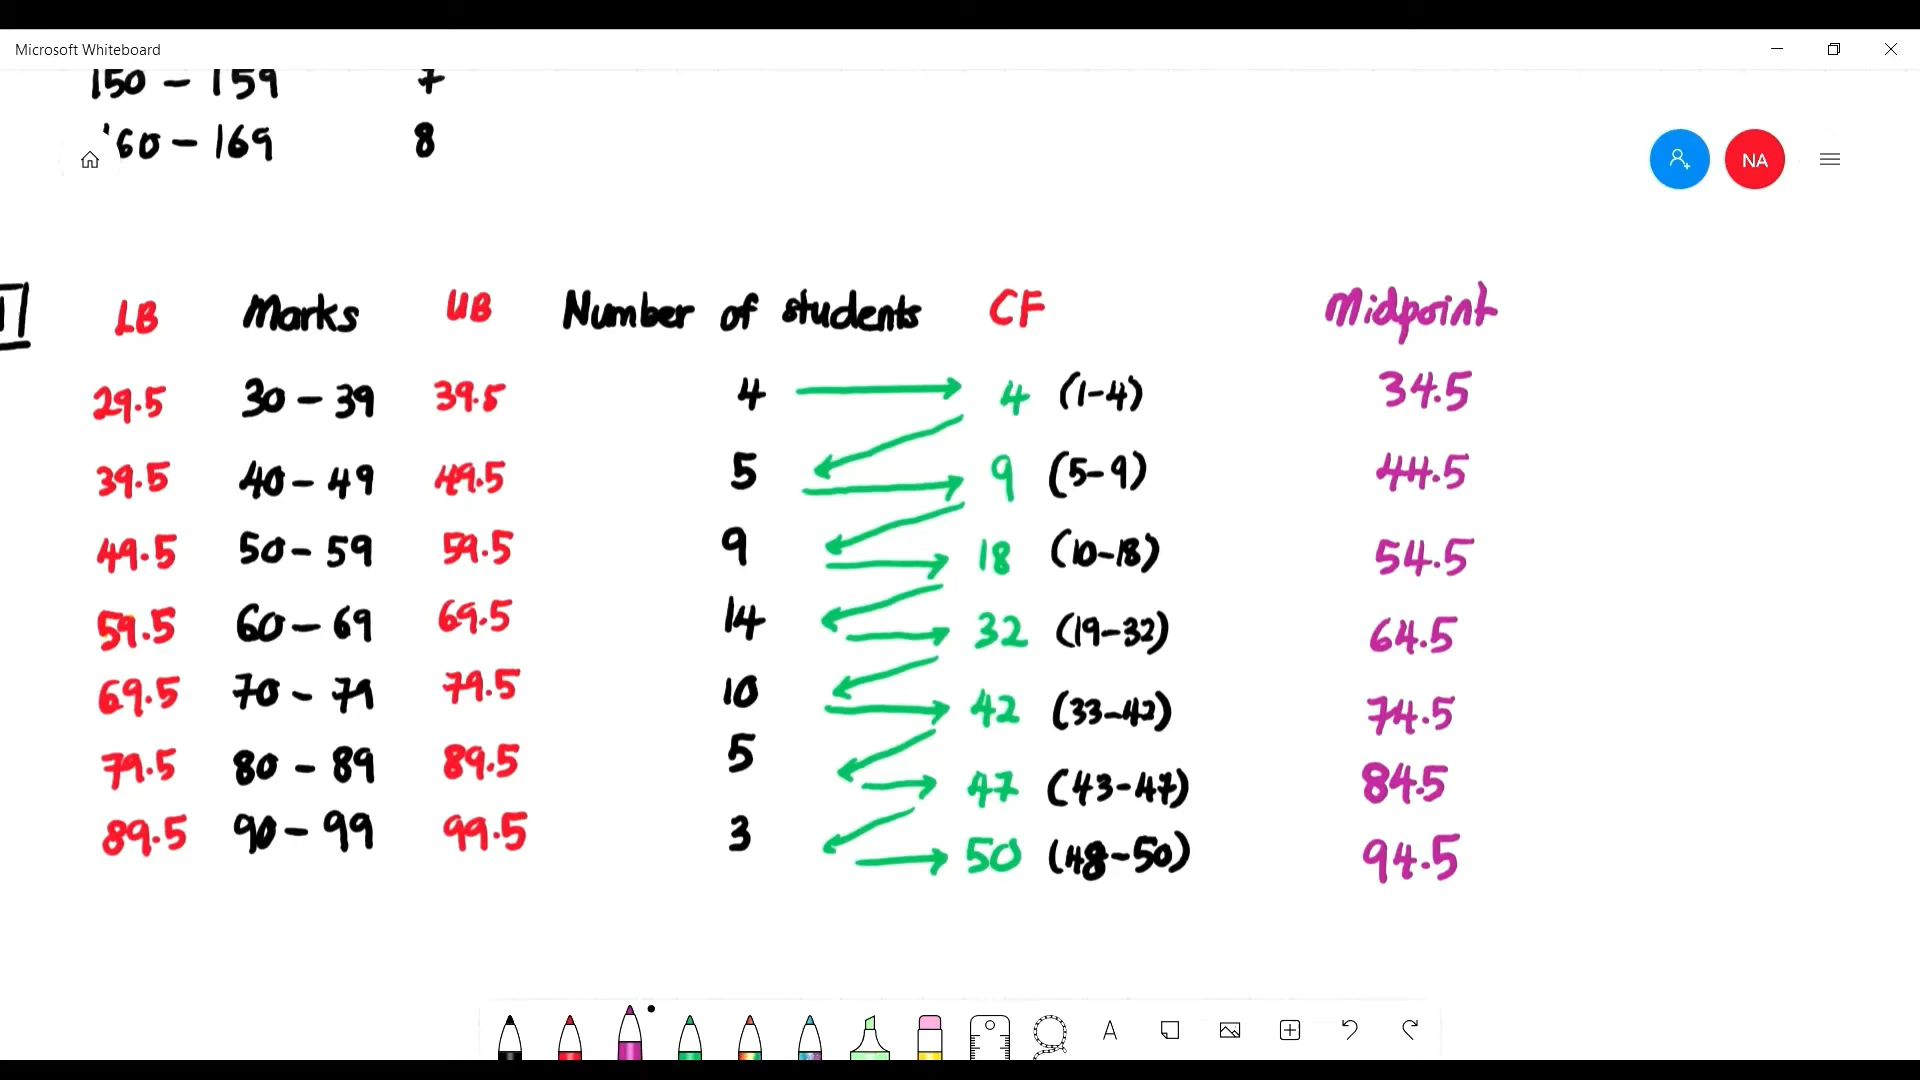 Microsoft Whiteboard
150 – 159 7
160 – 169 8
NA
1 LB Marks UB Number of students CF Midpoint
29.5 30 – 39 39.5 4 4 (1–4) 34.5
39.5 40 – 49 49.5 5 9 (5–9) 44.5
49.5 50 – 59 59.5 9 18 (10–18) 54.5
59.5 60 – 69 69.5 14 32 (19–32) 64.5
69.5 70 – 79 79.5 10 42 (33–42) 74.5
79.5 80 – 89 89.5 5 47 (43–47) 84.5
89.5 90 – 99 99.5 3 50 (48–50) 94.5
A